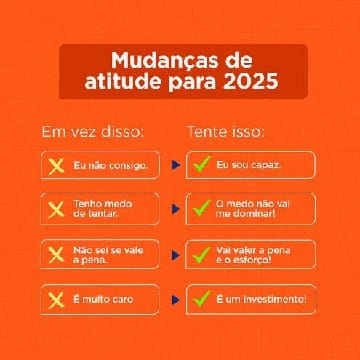 Mudanças de
atitude para 2025
Em vez disso:
Tente isso:
Eu não consigo.
Eu sou capaz.
Tenho medo
de tentar.
O medo não vai
me dominar!
Não sei se vale
a pena.
Vai valer a pena
e o esforço!
É muito caro
É um investimento!